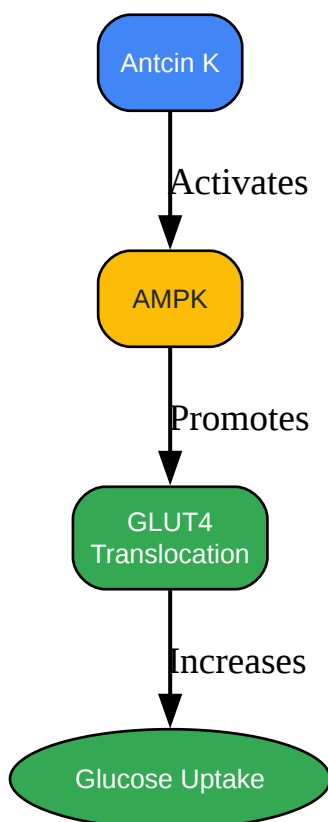 Antcin K
Activates
AMPK
Promotes
GLUT4
Translocation
Increases
Glucose Uptake